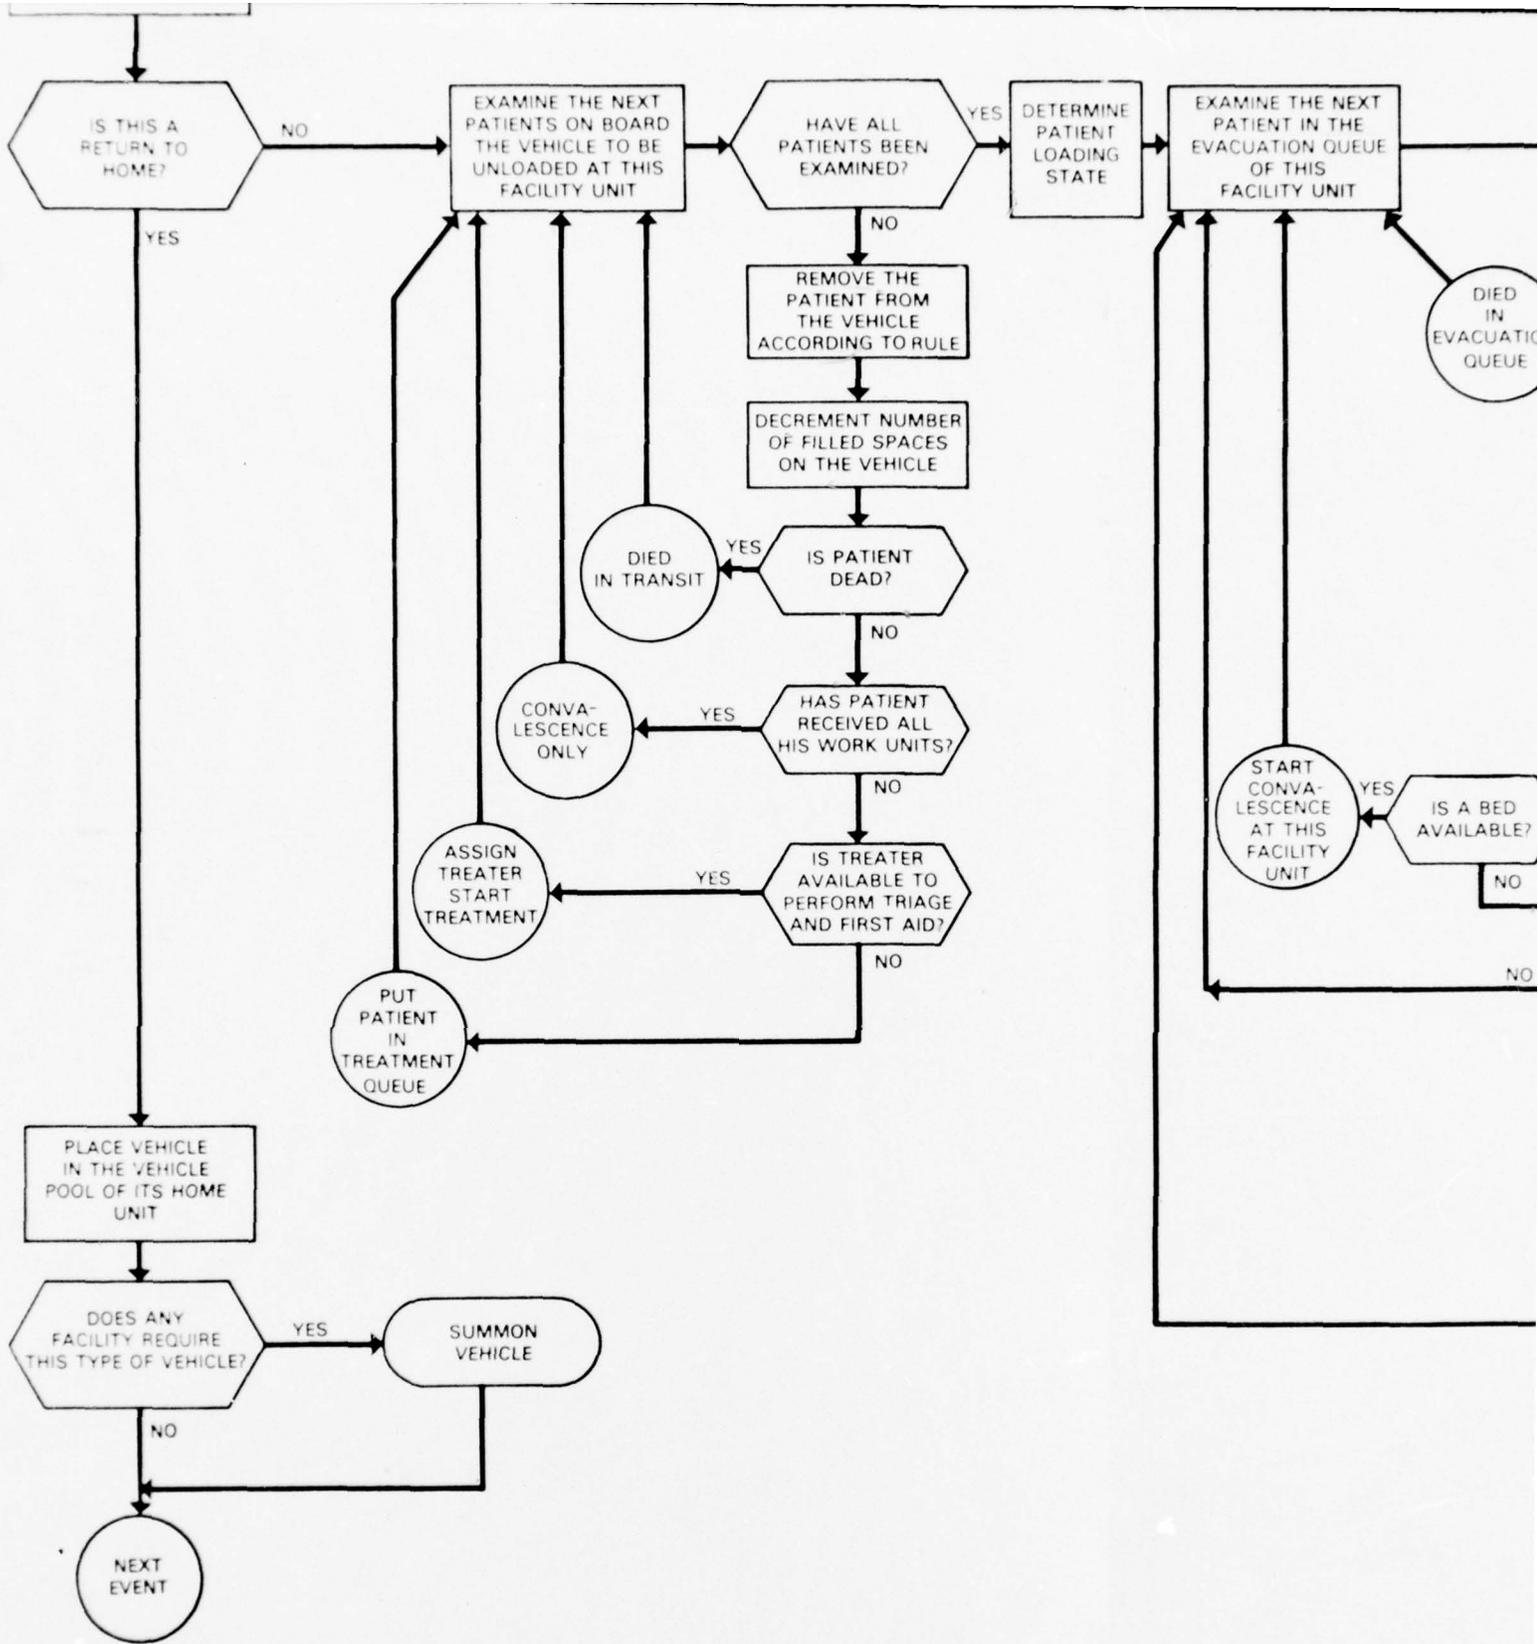 IS THIS A
RETURN TO
HOME?
NO
YES
EXAMINE THE NEXT
PATIENTS ON BOARD
THE VEHICLE TO BE
UNLOADED AT THIS
FACILITY UNIT
HAVE ALL
PATIENTS BEEN
EXAMINED?
YES
NO
DETERMINE
PATIENT
LOADING
STATE
EXAMINE THE NEXT
PATIENT IN THE
EVACUATION QUEUE
OF THIS
FACILITY UNIT
REMOVE THE
PATIENT FROM
THE VEHICLE
ACCORDING TO RULE
DIED
IN
EVACUATIO
QUEUE
DECREMENT NUMBER
OF FILLED SPACES
ON THE VEHICLE
IS PATIENT
DEAD?
YES
NO
DIED
IN TRANSIT
HAS PATIENT
RECEIVED ALL
HIS WORK UNITS?
YES
NO
CONVA-
LESCENCE
ONLY
START
CONVA-
LESCENCE
AT THIS
FACILITY
UNIT
YES
IS A BED
AVAILABLE?
NO
IS TREATER
AVAILABLE TO
PERFORM TRIAGE
AND FIRST AID?
YES
NO
ASSIGN
TREATER
START
TREATMENT
NO
PUT
PATIENT
IN
TREATMENT
QUEUE
PLACE VEHICLE
IN THE VEHICLE
POOL OF ITS HOME
UNIT
DOES ANY
FACILITY REQUIRE
THIS TYPE OF VEHICLE?
YES
SUMMON
VEHICLE
NO
NEXT
EVENT